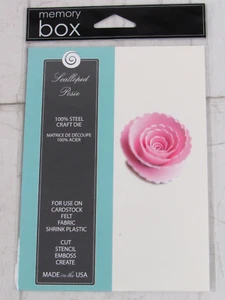 memory
box
Scalloped
Posie
100% STEEL
CRAFT DIE
MATRICE DE DÉCOUPE
100% ACIER
FOR USE ON
CARDSTOCK
FELT
FABRIC
SHRINK PLASTIC
CUT
STENCIL
EMBOSS
CREATE
MADE in the USA